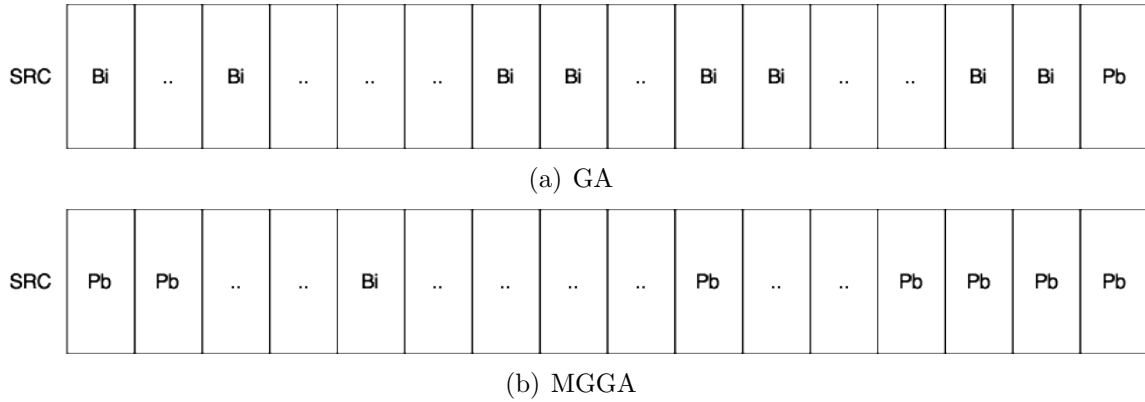 SRC Bi .. Bi .. .. .. Bi Bi .. Bi Bi .. .. Bi Bi Pb
(a) GA
SRC Pb Pb .. .. Bi .. .. .. .. Pb .. .. Pb Pb Pb Pb
(b) MGGA